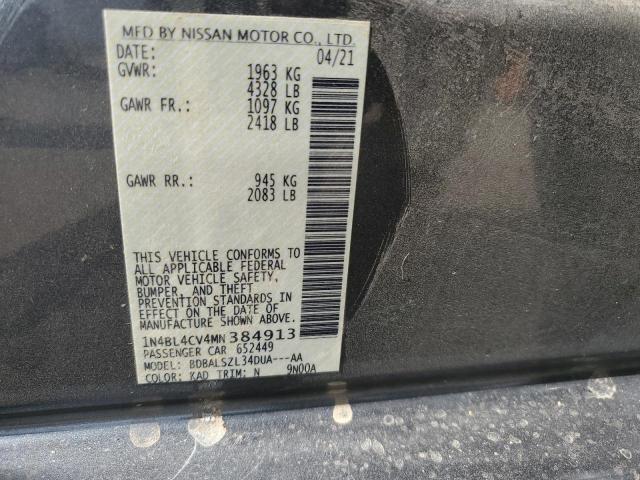 MFD BY NISSAN MOTOR CO., LTD.
DATE: 04/21
GVWR: 1963 KG
4328 LB
GAWR FR.: 1097 KG
2418 LB
GAWR RR.: 945 KG
2083 LB
THIS VEHICLE CONFORMS TO
ALL APPLICABLE FEDERAL
MOTOR VEHICLE SAFETY,
BUMPER, AND THEFT
PREVENTION STANDARDS IN
EFFECT ON THE DATE OF
MANUFACTURE SHOWN ABOVE.
1N4BL4CV4MN384913
PASSENGER CAR 652449
MODEL: BDBALSZL34DUA---AA
COLOR: KAD TRIM: N 9N00A